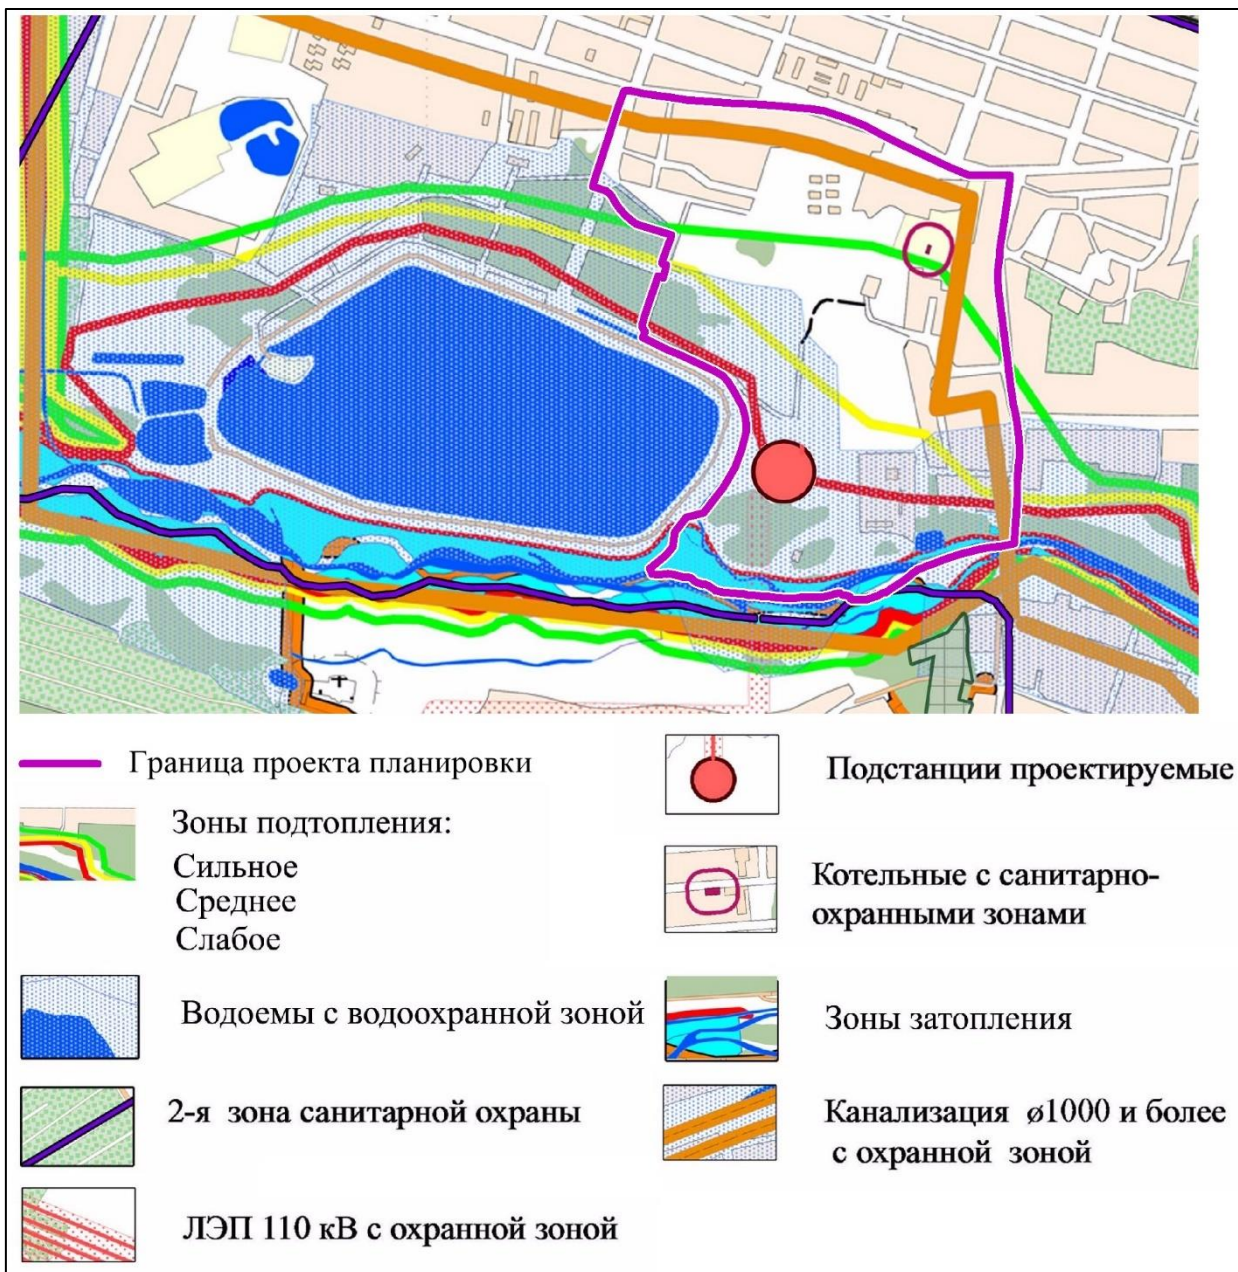 Граница проекта планировки
Зоны подтопления:
Сильное
Среднее
Слабое
Водоемы с водоохранной зоной
2-я зона санитарной охраны
ЛЭП 110 кВ с охранной зоной
Подстанции проектируемые
Котельные с санитарно-
охранными зонами
Зоны затопления
Канализация ø1000 и более
с охранной зоной